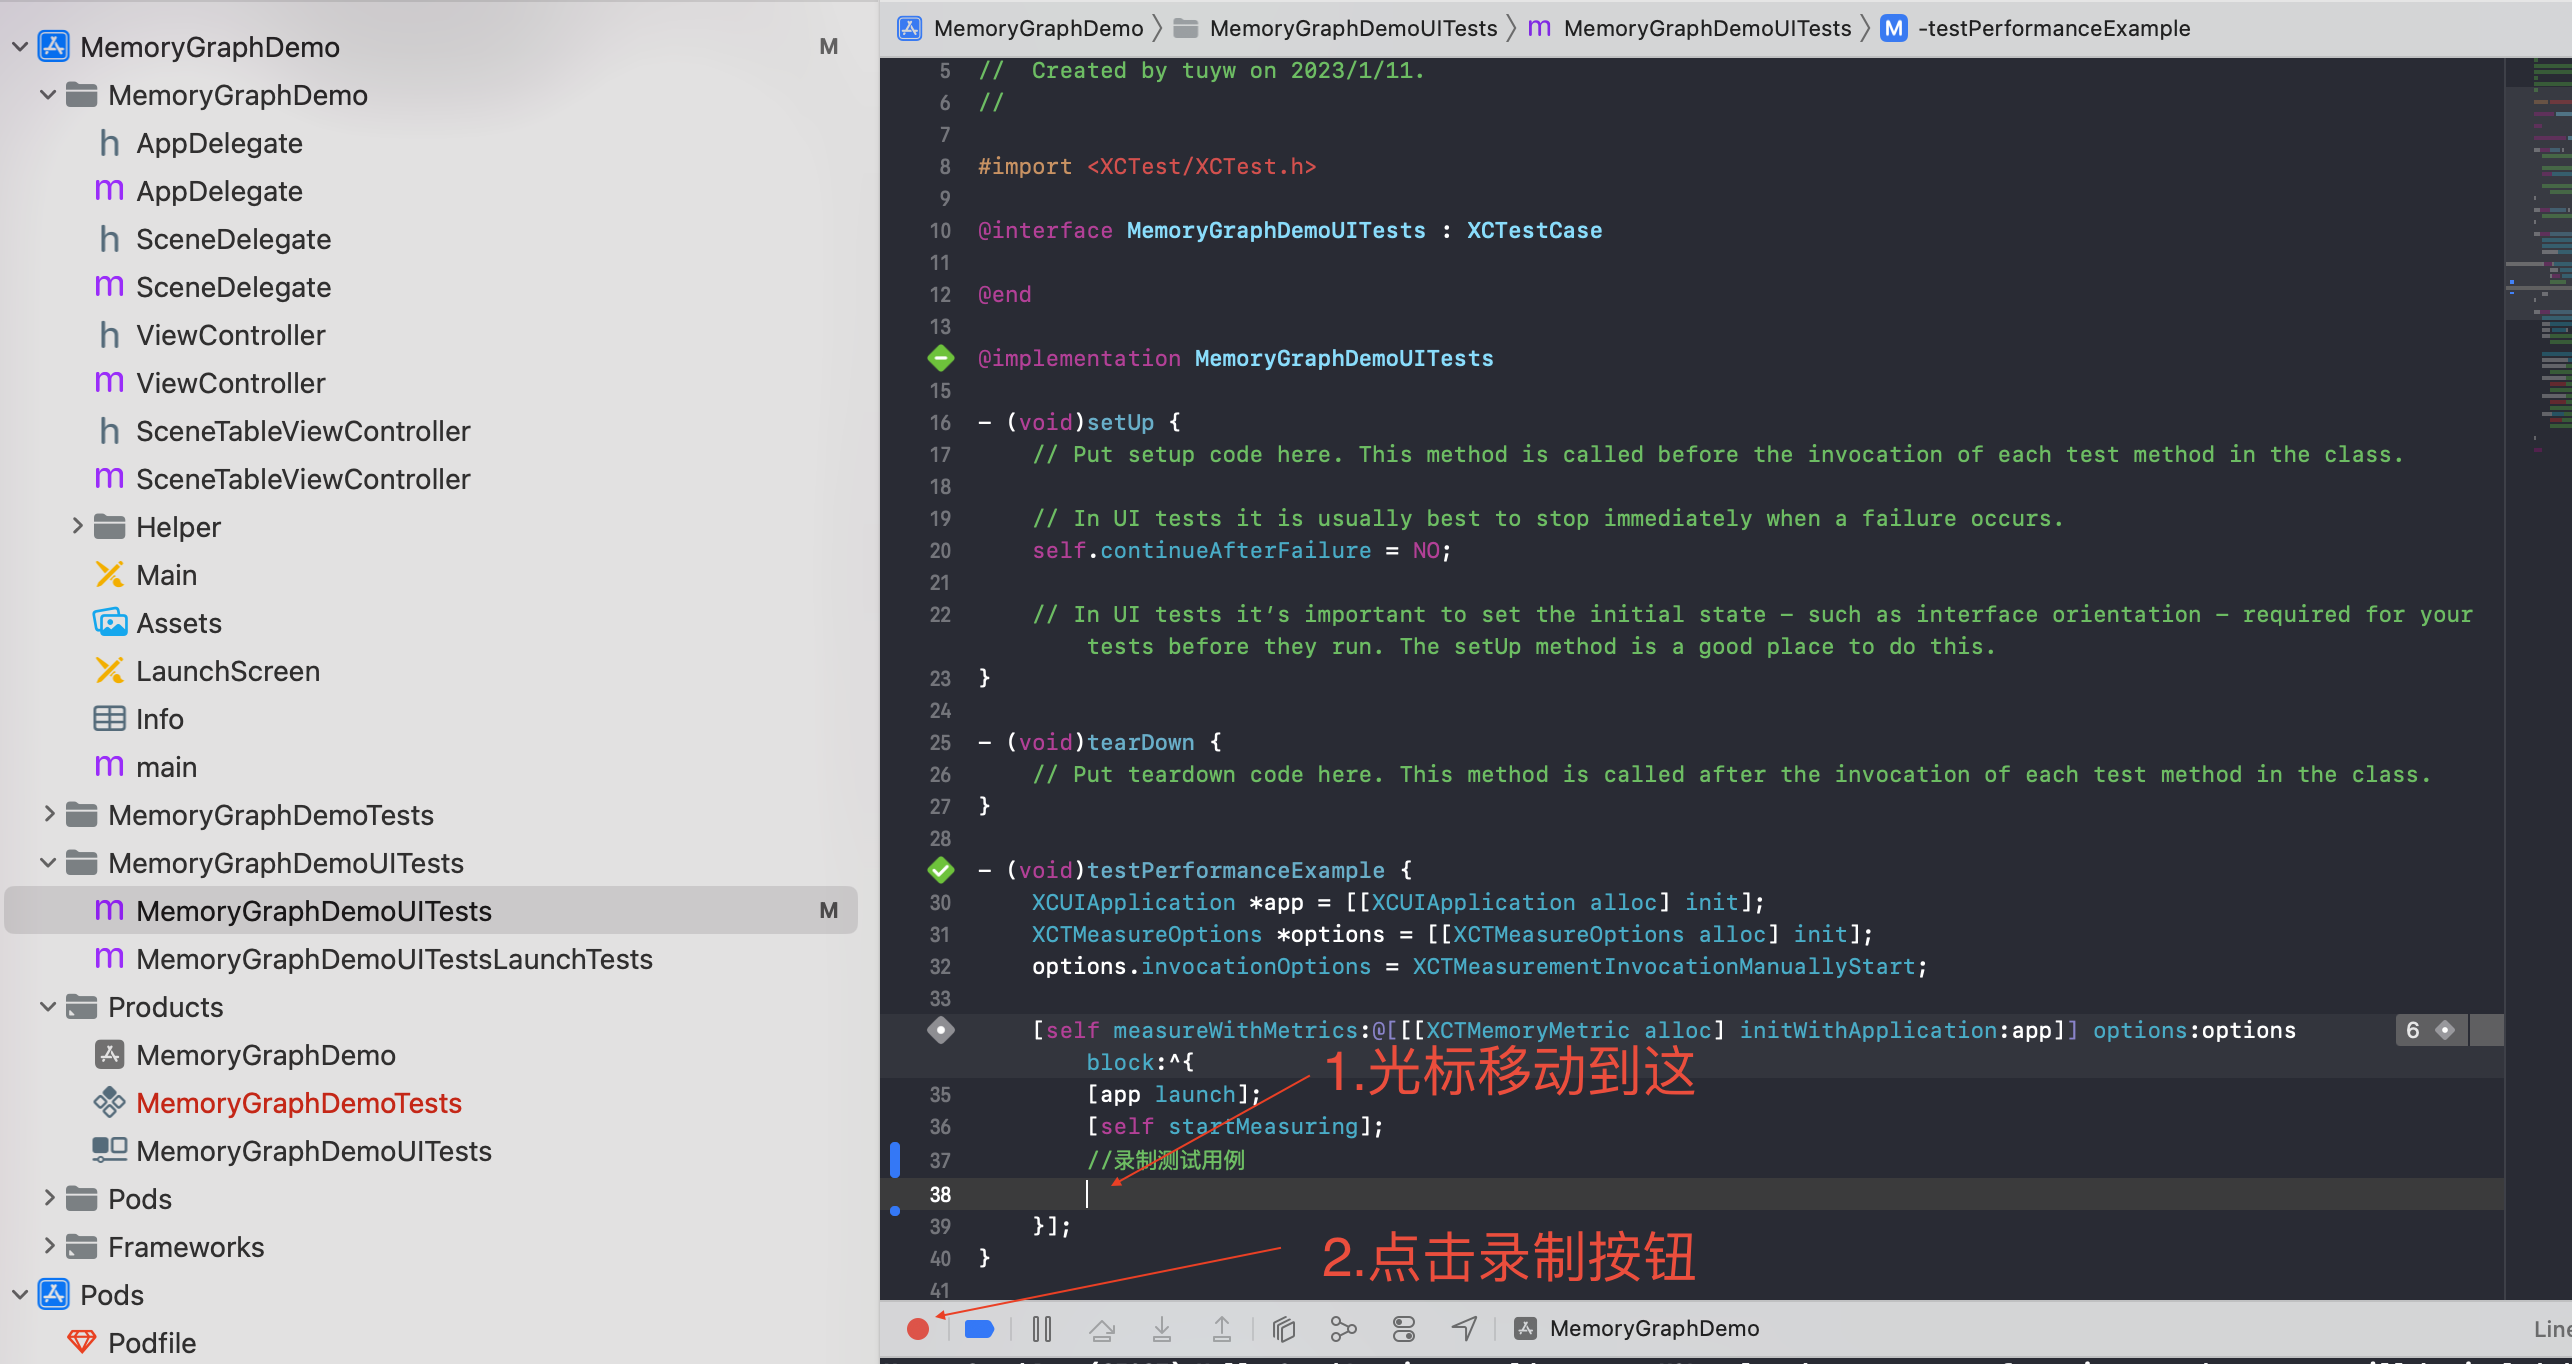 MemoryGraphDemo M
MemoryGraphDemo
h AppDelegate
m AppDelegate
h SceneDelegate
m SceneDelegate
h ViewController
m ViewController
h SceneTableViewController
m SceneTableViewController
Helper
Main
Assets
LaunchScreen
Info
m main
MemoryGraphDemoTests
MemoryGraphDemoUITests
m MemoryGraphDemoUITests M
m MemoryGraphDemoUITestsLaunchTests
Products
MemoryGraphDemo
MemoryGraphDemoTests
MemoryGraphDemoUITests
Pods
Frameworks
Pods
Podfile
MemoryGraphDemo 〉 MemoryGraphDemoUITests 〉 m MemoryGraphDemoUITests 〉 M -testPerformanceExample
5 //  Created by tuyw on 2023/1/11.
6 //
7
8 #import <XCTest/XCTest.h>
9
10 @interface MemoryGraphDemoUITests : XCTestCase
11
12 @end
13
@implementation MemoryGraphDemoUITests
15
16 - (void)setUp {
17     // Put setup code here. This method is called before the invocation of each test method in the class.
18
19     // In UI tests it is usually best to stop immediately when a failure occurs.
20     self.continueAfterFailure = NO;
21
22     // In UI tests it’s important to set the initial state - such as interface orientation - required for your
tests before they run. The setUp method is a good place to do this.
23 }
24
25 - (void)tearDown {
26     // Put teardown code here. This method is called after the invocation of each test method in the class.
27 }
28
- (void)testPerformanceExample {
30     XCUIApplication *app = [[XCUIApplication alloc] init];
31     XCTMeasureOptions *options = [[XCTMeasureOptions alloc] init];
32     options.invocationOptions = XCTMeasurementInvocationManuallyStart;
33
[self measureWithMetrics:@[[[XCTMemoryMetric alloc] initWithApplication:app]] options:options 6
block:^{
1.光标移动到这
35         [app launch];
36         [self startMeasuring];
37         //录制测试用例
38
39     }];
2.点击录制按钮
40 }
41
MemoryGraphDemo